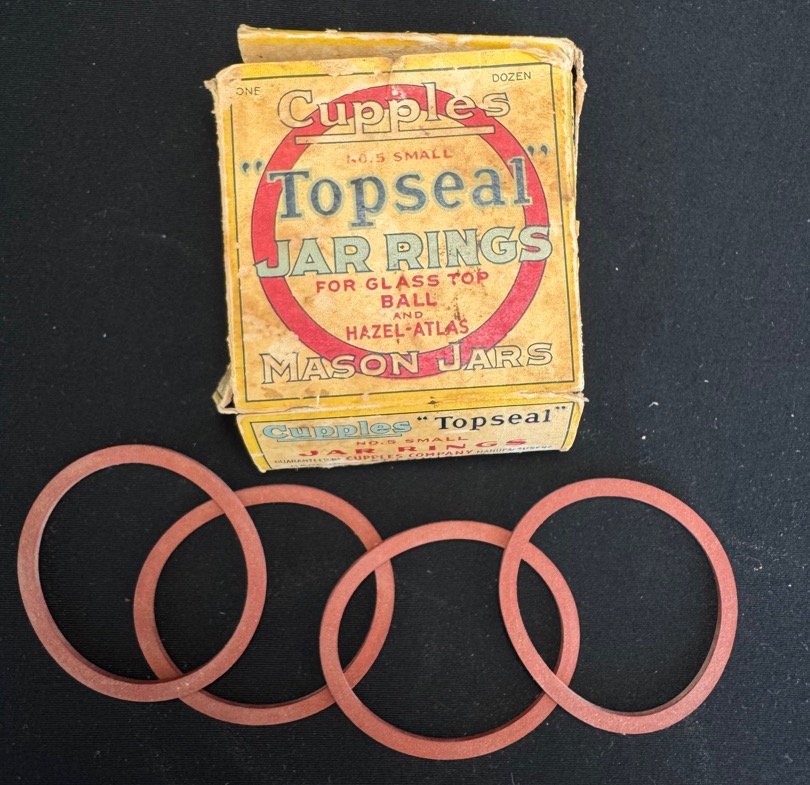 ONE DOZEN
Cupples
NO.5 SMALL
"Topseal"
JAR RINGS
FOR GLASS TOP
BALL
AND
HAZEL-ATLAS
MASON JARS
Cupples "Topseal"
NO.5 SMALL
JAR RINGS
CUPPLES COMPANY